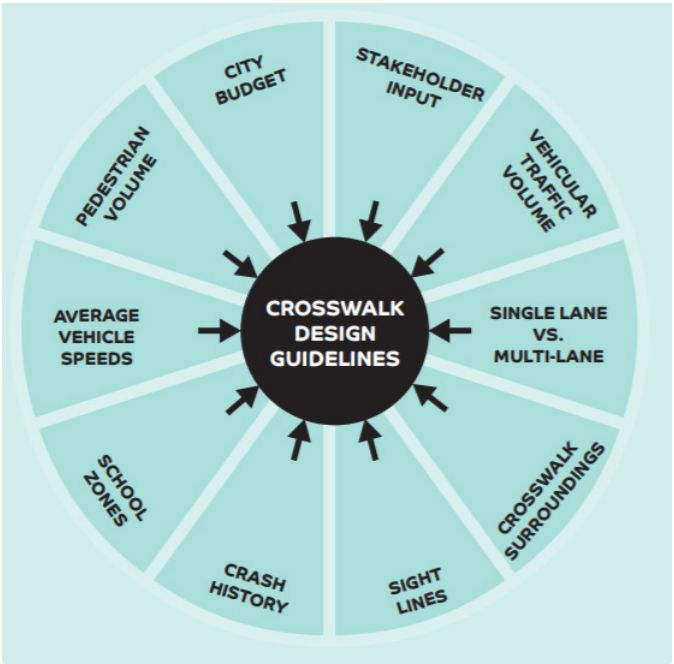 CITY
BUDGET
STAKEHOLDER
INPUT
VEHICULAR
TRAFFIC
VOLUME
SINGLE LANE
VS.
MULTI-LANE
CROSSWALK
SURROUNDINGS
SIGHT
LINES
CRASH
HISTORY
SCHOOL
ZONES
AVERAGE
VEHICLE
SPEEDS
PEDESTRIAN
VOLUME
CROSSWALK
DESIGN
GUIDELINES